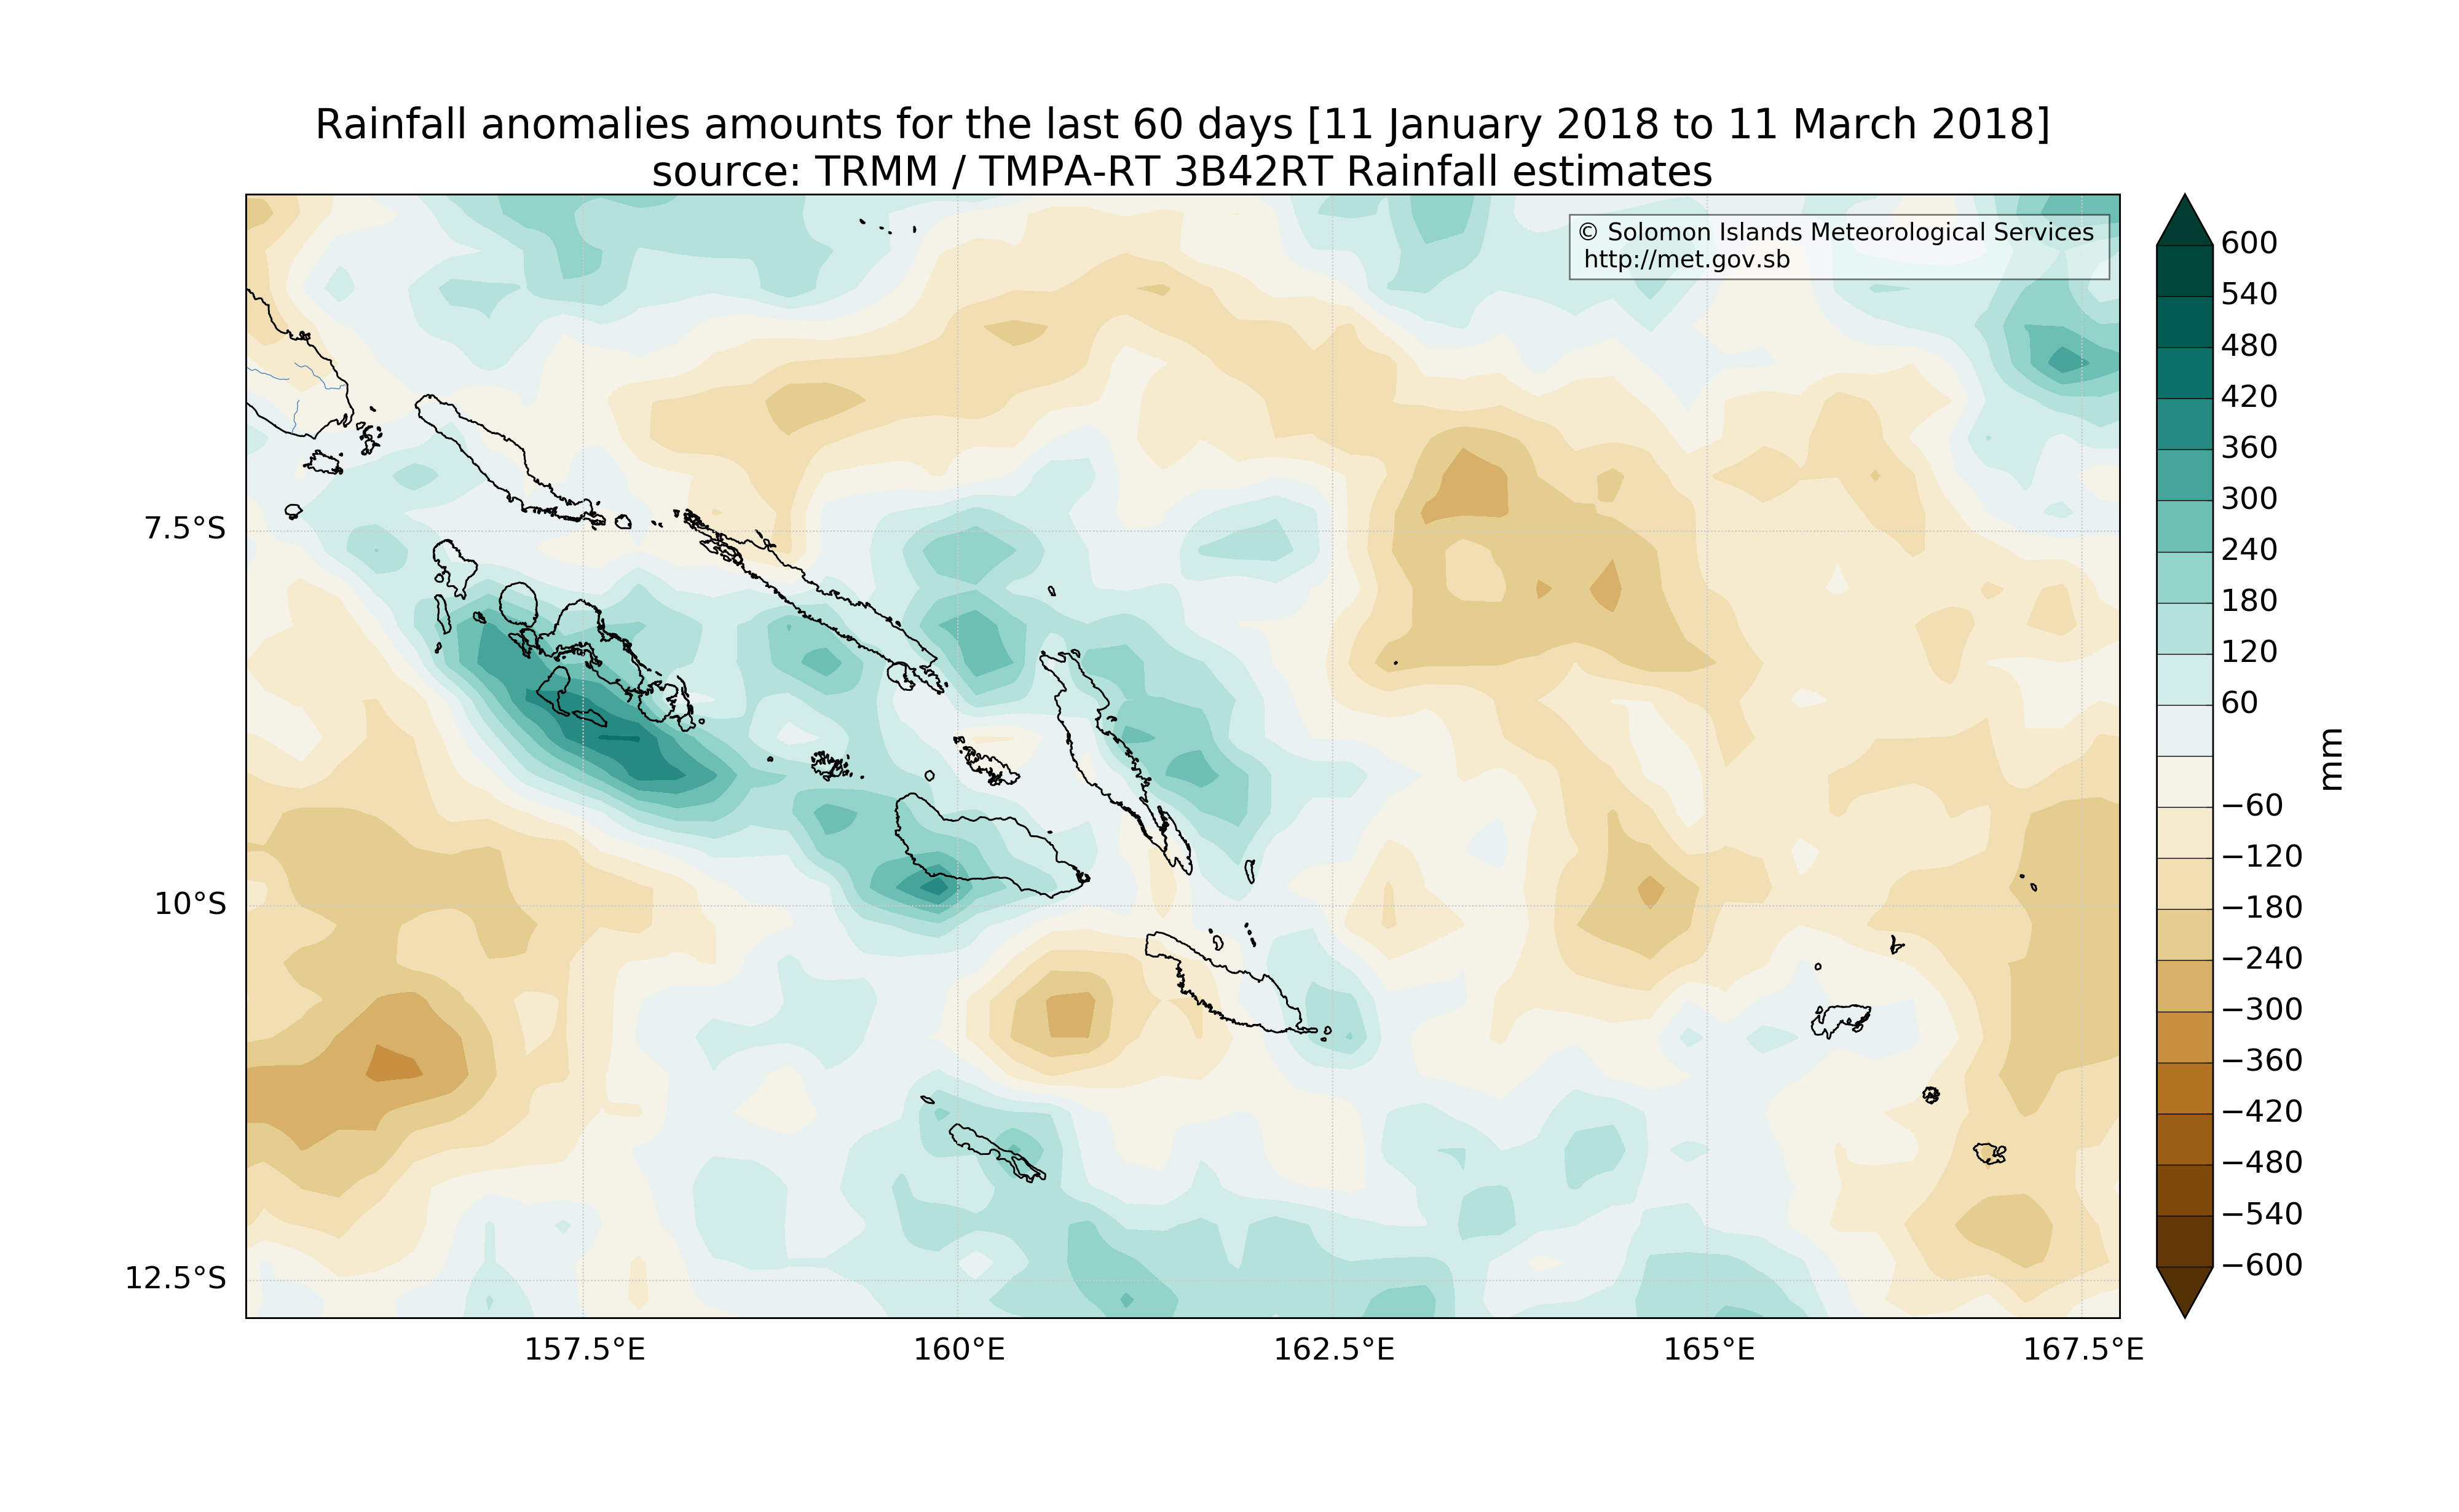 Rainfall anomalies amounts for the last 60 days [11 January 2018 to 11 March 2018]
source: TRMM / TMPA-RT 3B42RT Rainfall estimates
© Solomon Islands Meteorological Services
http://met.gov.sb
7.5°S
10°S
12.5°S
157.5°E
160°E
162.5°E
165°E
167.5°E
600
540
480
420
360
300
240
180
120
60
−60
−120
−180
−240
−300
−360
−420
−480
−540
−600
mm